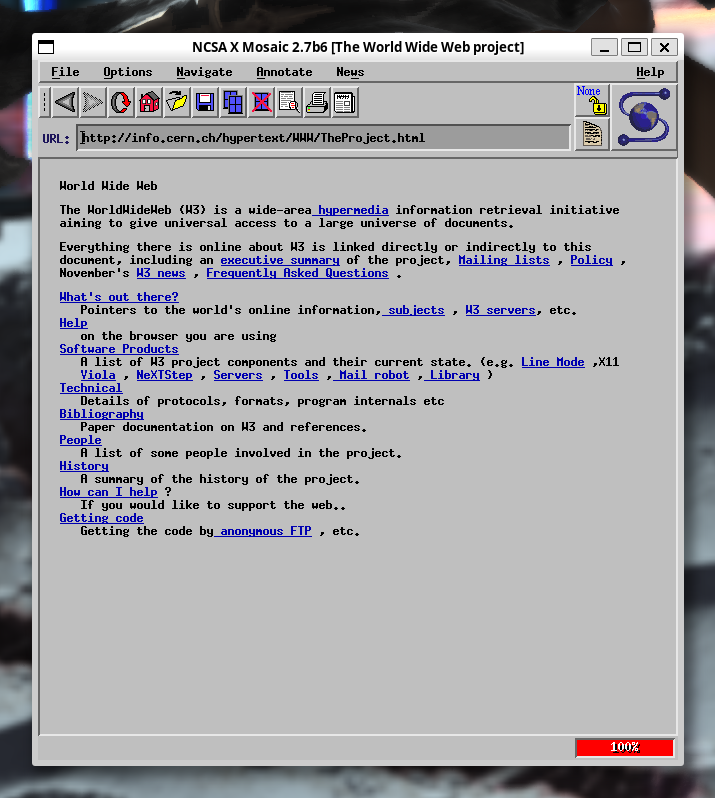 NCSA X Mosaic 2.7b6 [The World Wide Web project]
File Options Navigate Annotate News Help
None
URL: http://info.cern.ch/hypertext/WWW/TheProject.html
World Wide Web
The WorldWideWeb (W3) is a wide-area hypermedia information retrieval initiative
aiming to give universal access to a large universe of documents.
Everything there is online about W3 is linked directly or indirectly to this
document, including an executive summary of the project, Mailing lists , Policy ,
November's W3 news , Frequently Asked Questions .
What's out there?
Pointers to the world's online information, subjects , W3 servers, etc.
Help
on the browser you are using
Software Products
A list of W3 project components and their current state. (e.g. Line Mode ,X11
Viola , NeXTStep , Servers , Tools , Mail robot , Library )
Technical
Details of protocols, formats, program internals etc
Bibliography
Paper documentation on W3 and references.
People
A list of some people involved in the project.
History
A summary of the history of the project.
How can I help ?
If you would like to support the web..
Getting code
Getting the code by anonymous FTP , etc.
100%